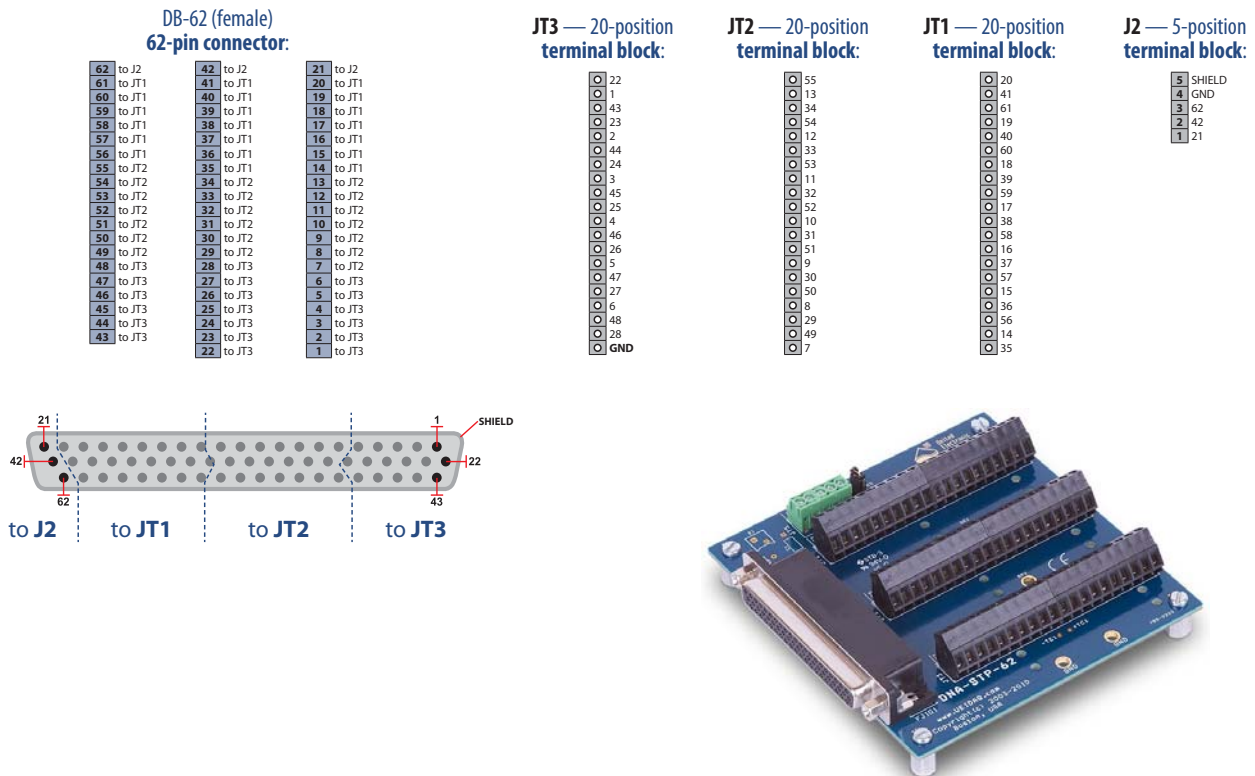 DB-62 (female)
62-pin connector:
62 to J2
61 to JT1
60 to JT1
59 to JT1
58 to JT1
57 to JT1
56 to JT1
55 to JT2
54 to JT2
53 to JT2
52 to JT2
51 to JT2
50 to JT2
49 to JT2
48 to JT3
47 to JT3
46 to JT3
45 to JT3
44 to JT3
43 to JT3
42 to J2
41 to JT1
40 to JT1
39 to JT1
38 to JT1
37 to JT1
36 to JT1
35 to JT1
34 to JT2
33 to JT2
32 to JT2
31 to JT2
30 to JT2
29 to JT2
28 to JT3
27 to JT3
26 to JT3
25 to JT3
24 to JT3
23 to JT3
22 to JT3
21 to J2
20 to JT1
19 to JT1
18 to JT1
17 to JT1
16 to JT1
15 to JT1
14 to JT1
13 to JT2
12 to JT2
11 to JT2
10 to JT2
9 to JT2
8 to JT2
7 to JT2
6 to JT3
5 to JT3
4 to JT3
3 to JT3
2 to JT3
1 to JT3
JT3 — 20-position
terminal block:
22
1
43
23
2
44
24
3
45
25
4
46
26
5
47
27
6
48
28
GND
JT2 — 20-position
terminal block:
55
13
34
54
12
33
53
11
32
52
10
31
51
9
30
50
8
29
49
7
JT1 — 20-position
terminal block:
20
41
61
19
40
60
18
39
59
17
38
58
16
37
57
15
36
56
14
35
J2 — 5-position
terminal block:
5 SHIELD
4 GND
3 62
2 42
1 21
21
1
SHIELD
42
22
62
43
to J2
to JT1
to JT2
to JT3
DNA-STP-62
www.UEIDAQ.com
Copyright(c) 2003-2010
Boston, USA
GND
GND